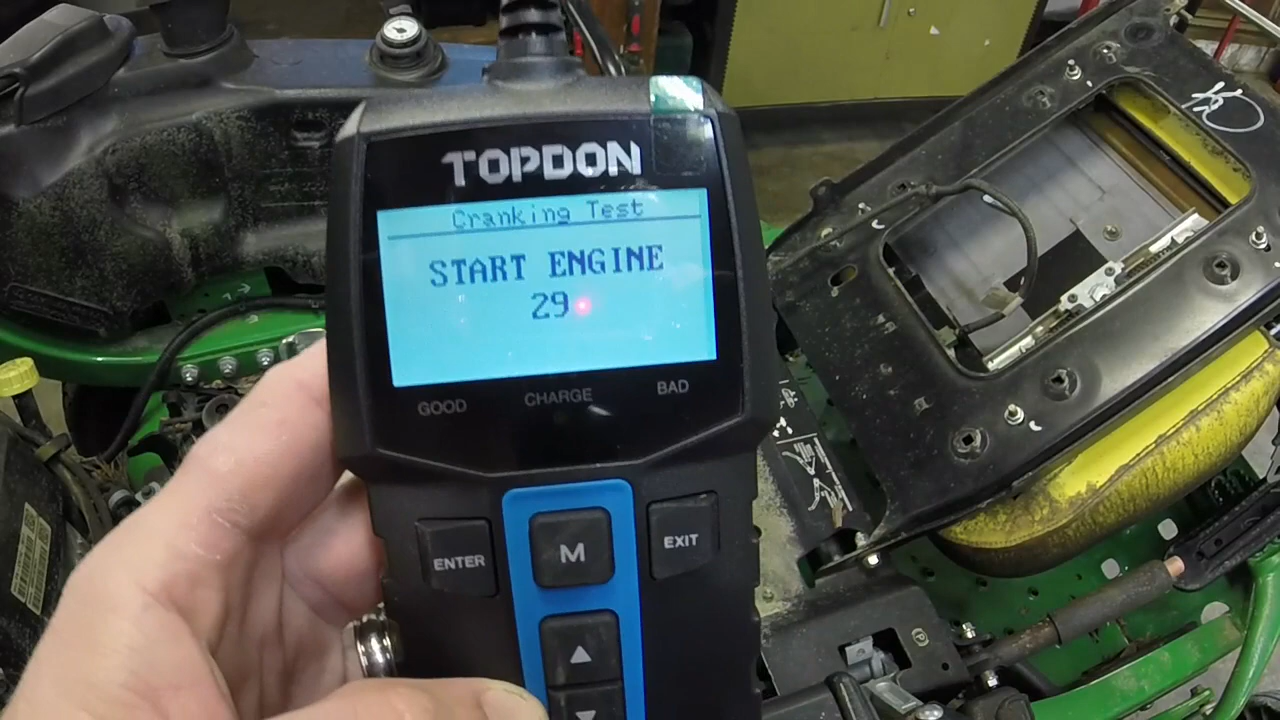 TOPDON
Cranking Test
START ENGINE
29
GOOD CHARGE BAD
ENTER
M
EXIT
P